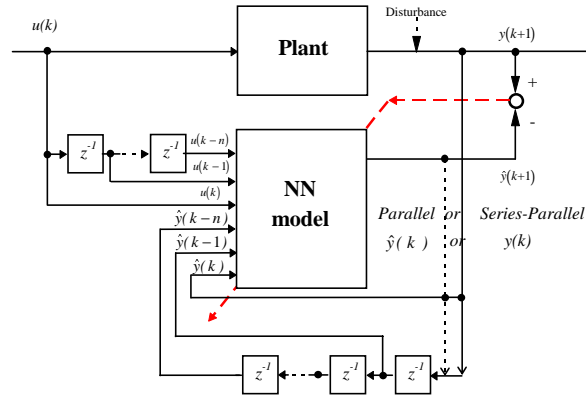 Disturbance
u(k)
y(k+1)
Plant
+
-
z⁻¹
z⁻¹
u(k−n)
u(k−1)
u(k)
NN
model
ŷ(k+1)
ŷ(k−n)
ŷ(k−1)
ŷ(k)
Parallel or Series-Parallel
ŷ(k) or y(k)
z⁻¹
z⁻¹
z⁻¹